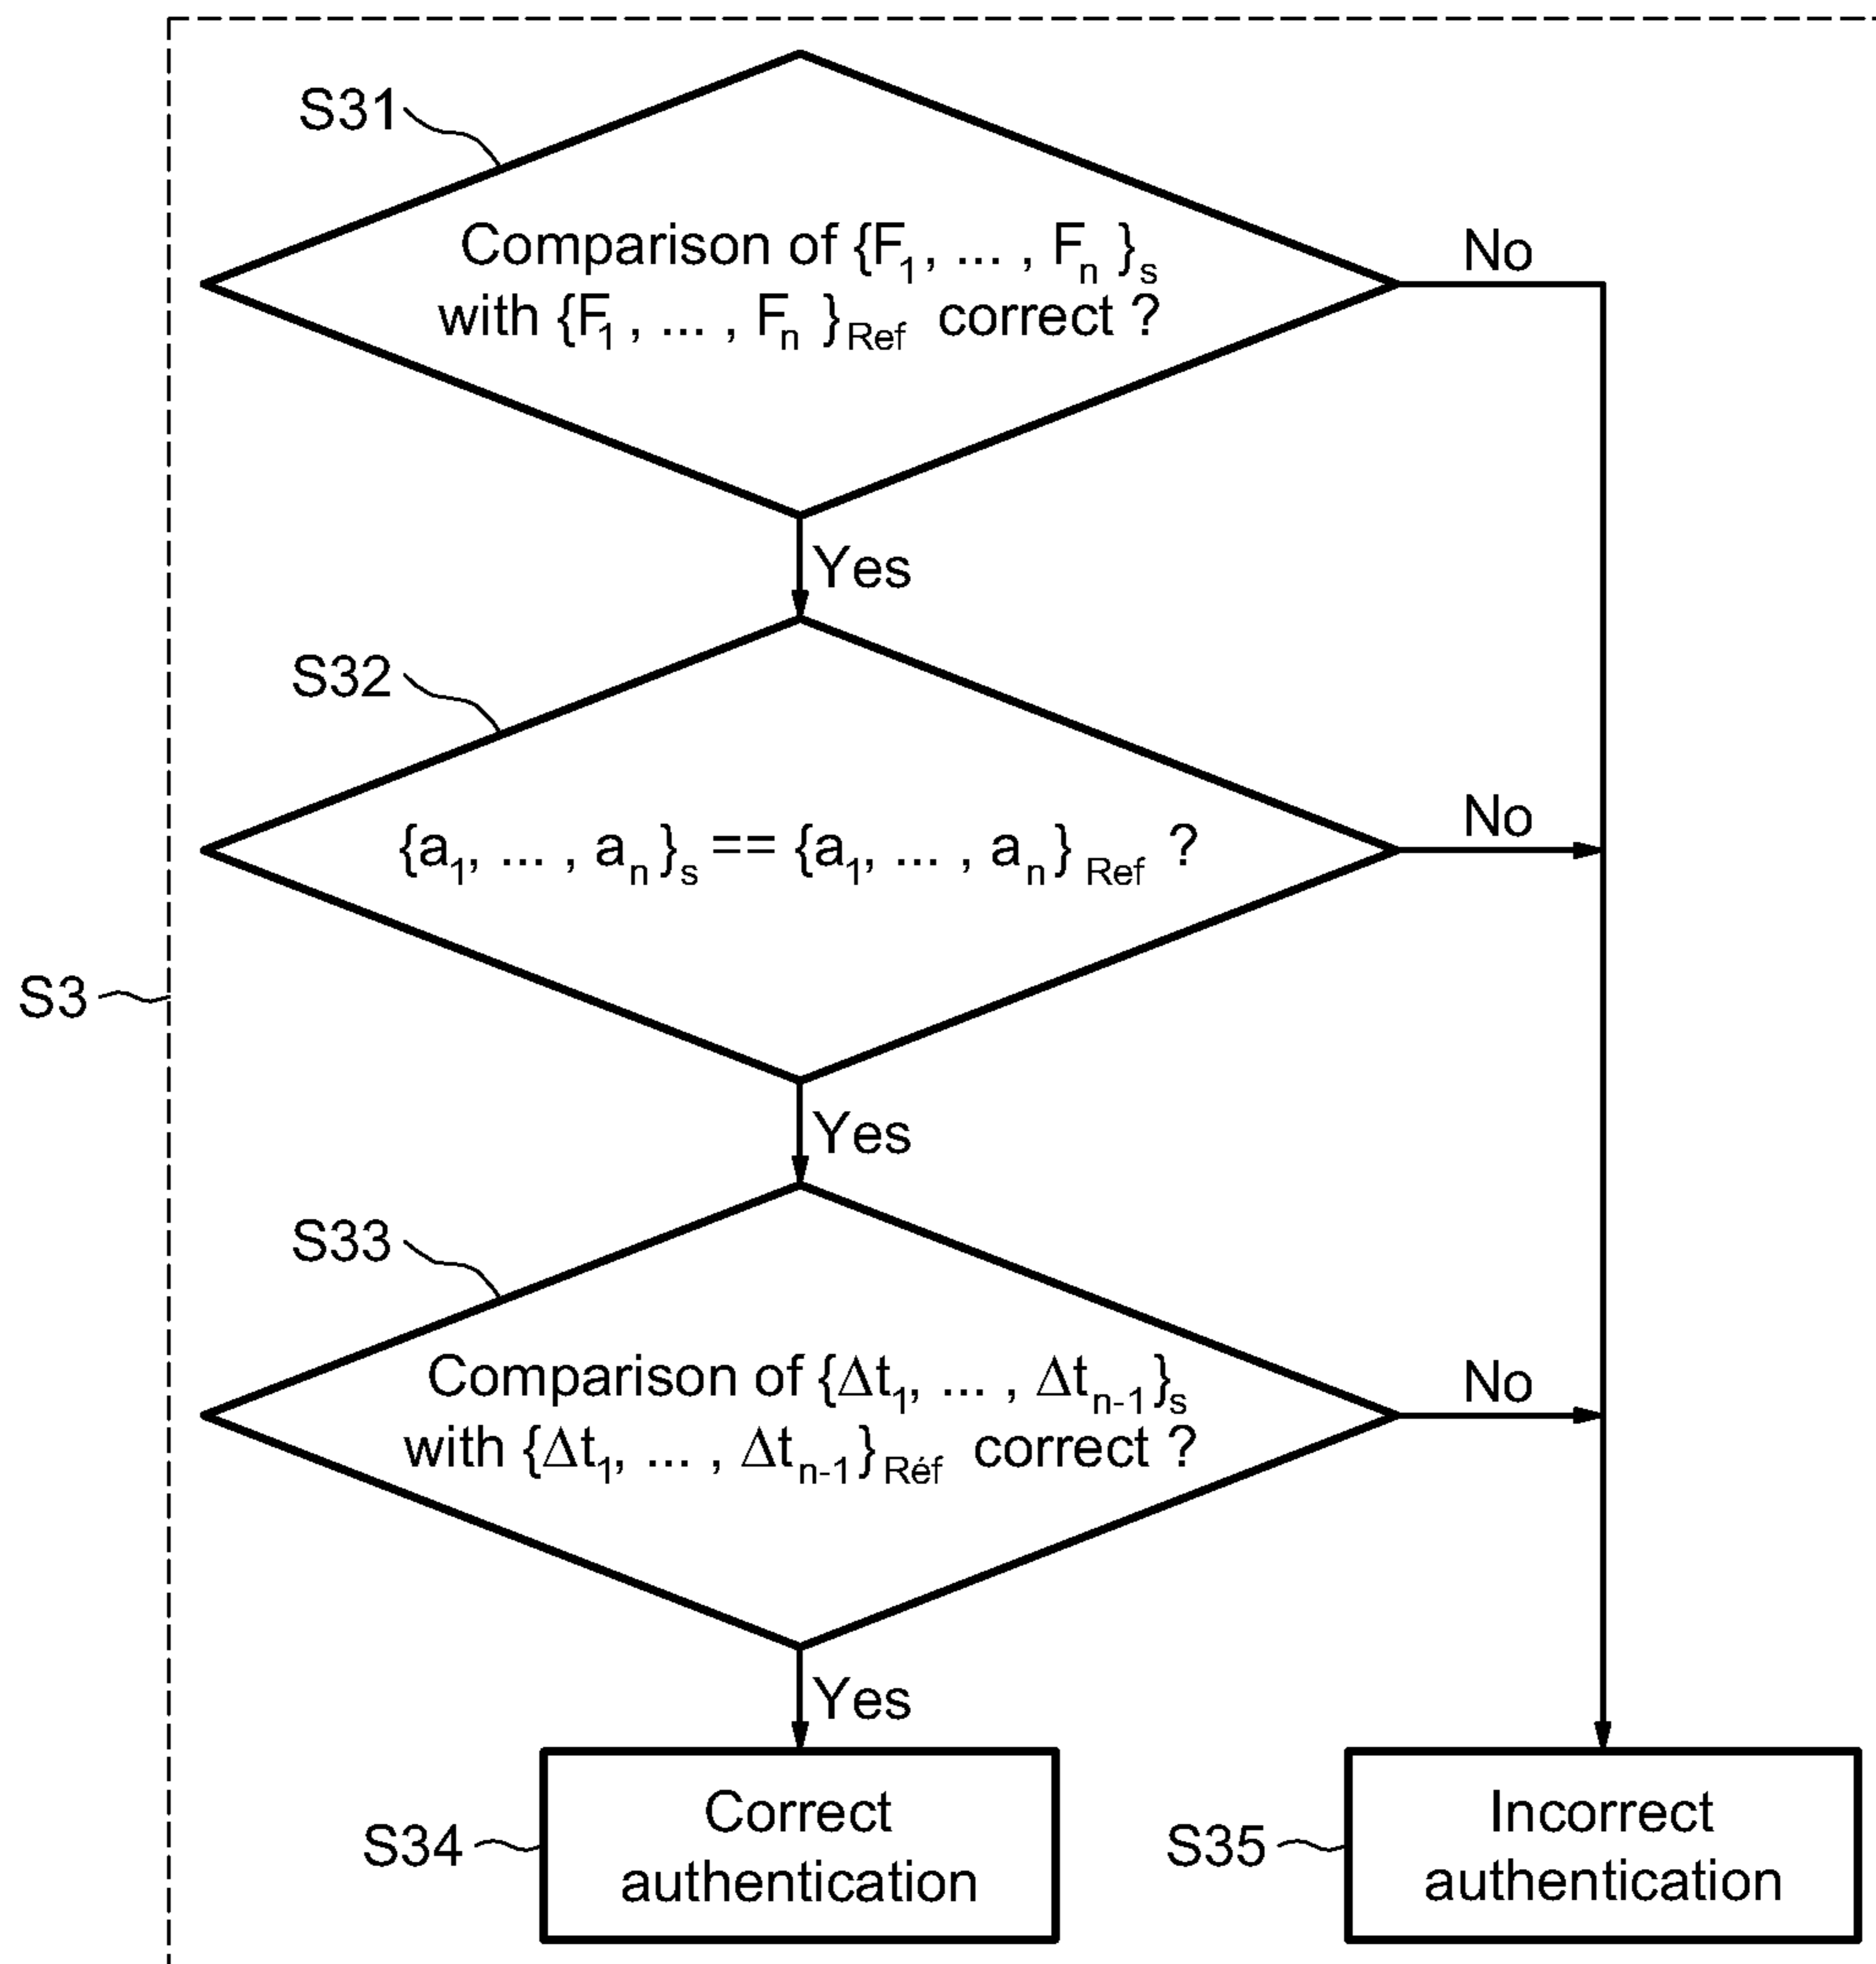 S31
Comparison of {F₁, ... , Fₙ }ₛ
with {F₁ , ... , Fₙ }Ref correct ?
No
Yes
S32
{a₁, ... , aₙ}ₛ == {a₁, ... , aₙ} Ref ?
No
S3
Yes
S33
Comparison of {Δt₁, ... , Δtₙ₋₁}ₛ
with {Δt₁, ... , Δtₙ₋₁}Réf correct ?
No
Yes
S34
Correct
authentication
S35
Incorrect
authentication